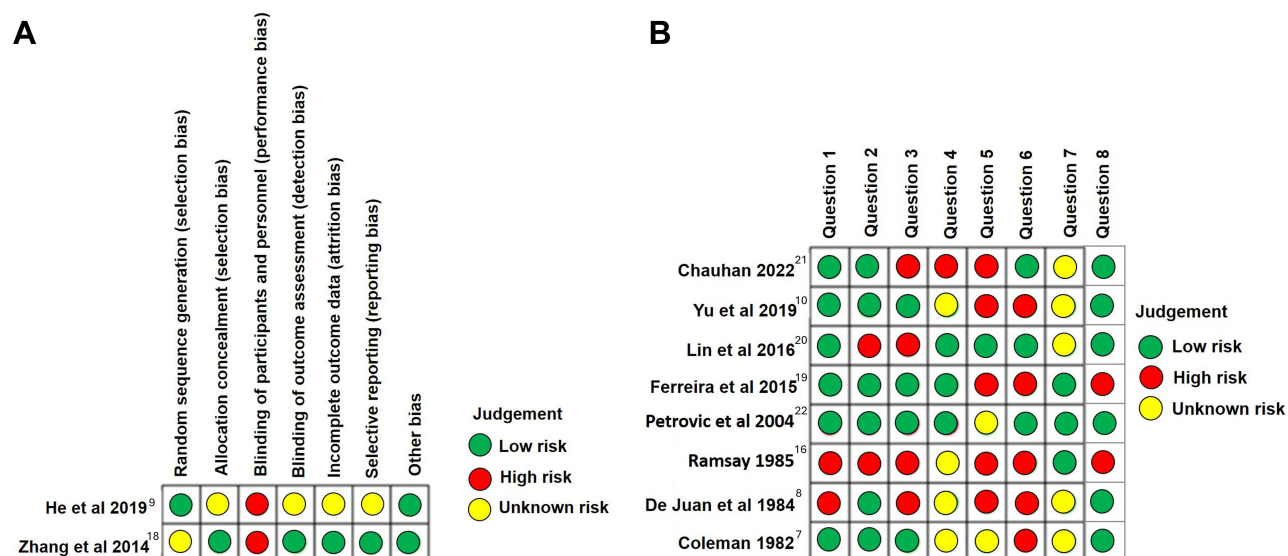 A
Random sequence generation (selection bias)
Allocation concealment (selection bias)
Blinding of participants and personnel (performance bias)
Blinding of outcome assessment (detection bias)
Incomplete outcome data (attrition bias)
Selective reporting (reporting bias)
Other bias
He et al 2019⁹
Zhang et al 2014¹⁸
Judgement
Low risk
High risk
Unknown risk
B
Question 1
Question 2
Question 3
Question 4
Question 5
Question 6
Question 7
Question 8
Chauhan 2022²¹
Yu et al 2019¹⁰
Lin et al 2016²⁰
Ferreira et al 2015¹⁹
Petrovic et al 2004²²
Ramsay 1985¹⁶
De Juan et al 1984⁸
Coleman 1982⁷
Judgement
Low risk
High risk
Unknown risk